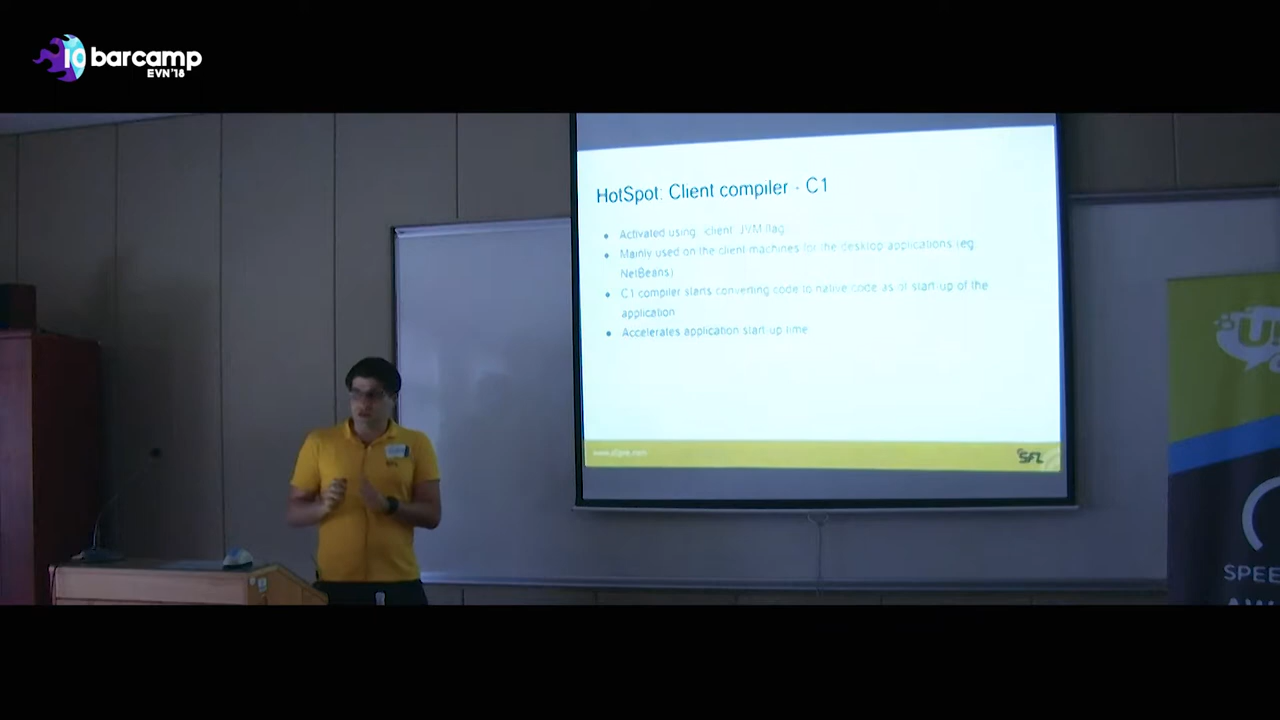 10 barcamp
EVN'18
HotSpot: Client compiler - C1
Activated using -client JVM flag
Mainly used on the client machines for the desktop applications (eg
NetBeans)
C1 compiler starts converting code to native code as of start-up of the
application
Accelerates application start up time
SFL
SFL
U!
SPEE